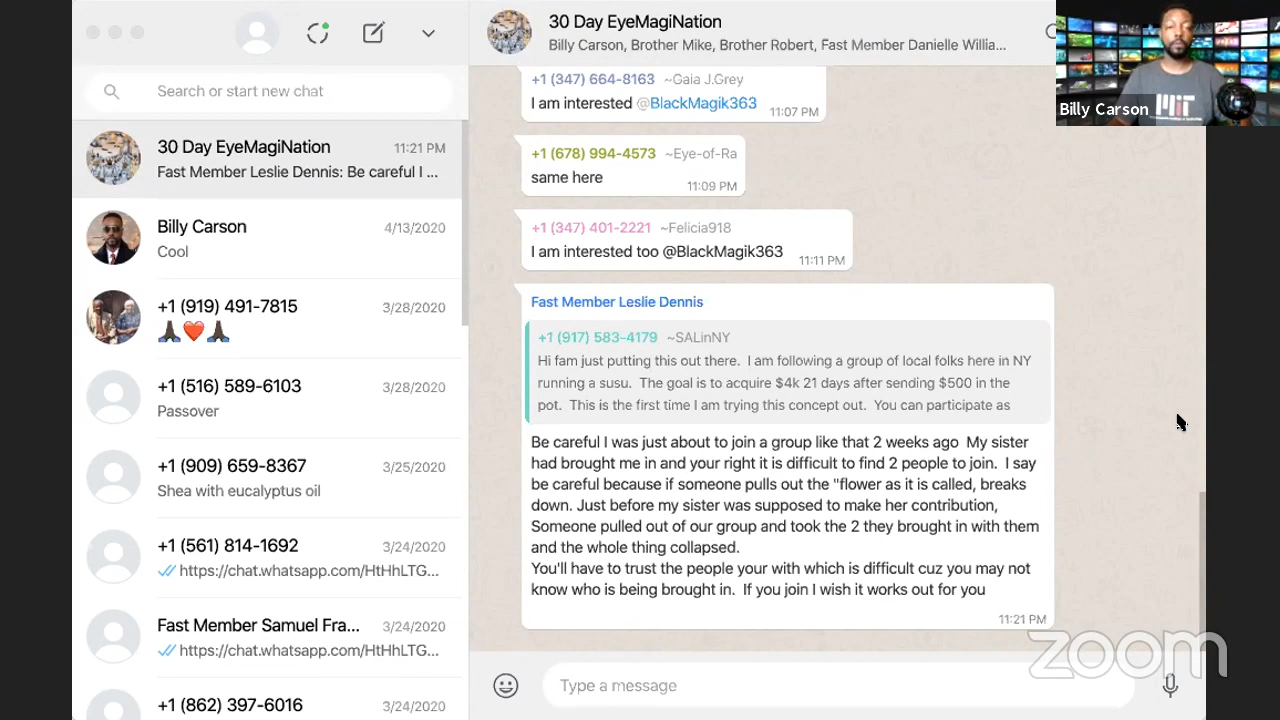 Search or start new chat
30 Day EyeMagiNation
11:21 PM
Fast Member Leslie Dennis: Be careful I ...
Billy Carson
4/13/2020
Cool
+1 (919) 491-7815
3/28/2020
+1 (516) 589-6103
3/28/2020
Passover
+1 (909) 659-8367
3/25/2020
Shea with eucalyptus oil
+1 (561) 814-1692
3/24/2020
https://chat.whatsapp.com/HtHhLTG...
Fast Member Samuel Fra...
3/24/2020
https://chat.whatsapp.com/HtHhLTG...
+1 (862) 397-6016
3/24/2020
30 Day EyeMagiNation
Billy Carson, Brother Mike, Brother Robert, Fast Member Danielle Willia...
+1 (347) 664-8163 ~Gaia J.Grey
I am interested @BlackMagik363
11:07 PM
+1 (678) 994-4573 ~Eye-of-Ra
same here
11:09 PM
+1 (347) 401-2221 ~Felicia918
I am interested too @BlackMagik363
11:11 PM
Fast Member Leslie Dennis
+1 (917) 583-4179 ~SALinNY
Hi fam just putting this out there. I am following a group of local folks here in NY
running a susu. The goal is to acquire $4k 21 days after sending $500 in the
pot. This is the first time I am trying this concept out. You can participate as
Be careful I was just about to join a group like that 2 weeks ago My sister
had brought me in and your right it is difficult to find 2 people to join. I say
be careful because if someone pulls out the "flower as it is called, breaks
down. Just before my sister was supposed to make her contribution,
Someone pulled out of our group and took the 2 they brought in with them
and the whole thing collapsed.
You'll have to trust the people your with which is difficult cuz you may not
know who is being brought in. If you join I wish it works out for you
11:21 PM
Type a message
MIT
Billy Carson
zoom